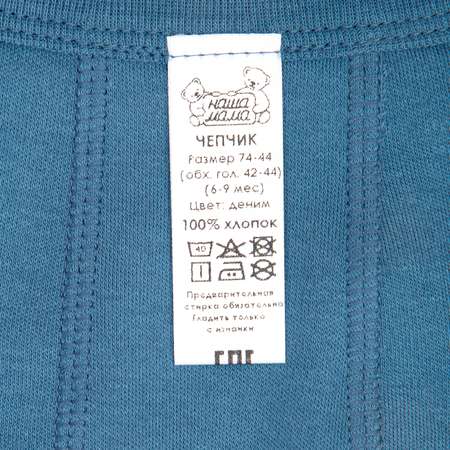 наша
мама
ЧЕПЧИК
Размер 74-44
(обх. гол. 42-44)
(6-9 мес)
Цвет: деним
100% ХЛОПОК
40
Предварительная
стирка обязательна
Гладить только
с изнанки